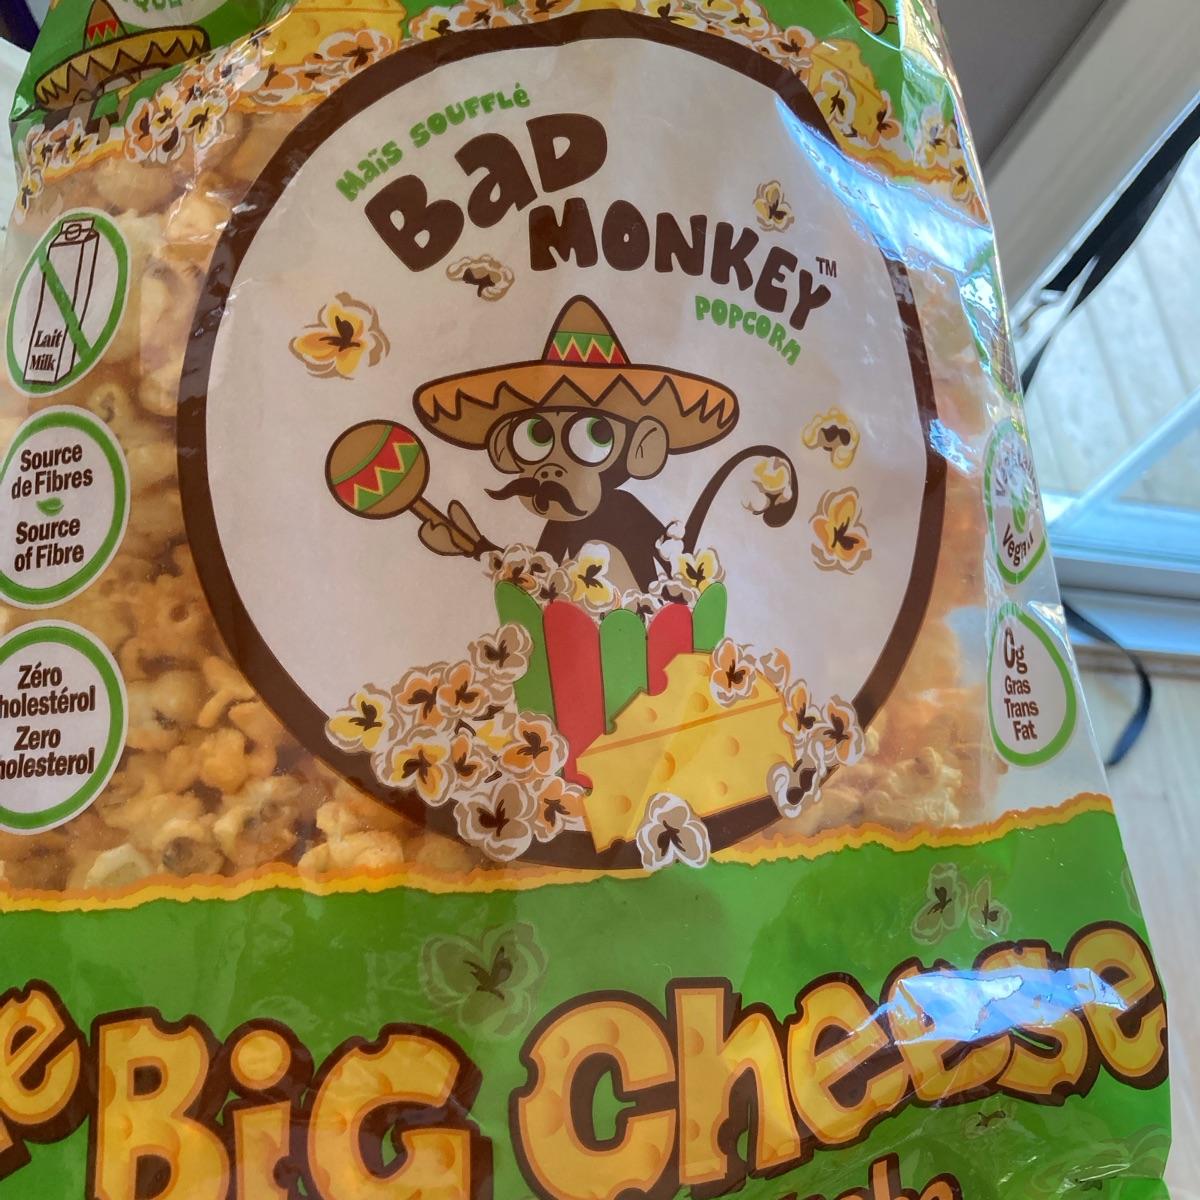 Maïs soufflé
Bad
Monkey™
Popcorn
Lait
Milk
Source
de Fibres
Source
of Fibre
Zéro
holestérol
Zero
holesterol
Vegan
0g
Gras
Trans
Fat
e Big Cheese